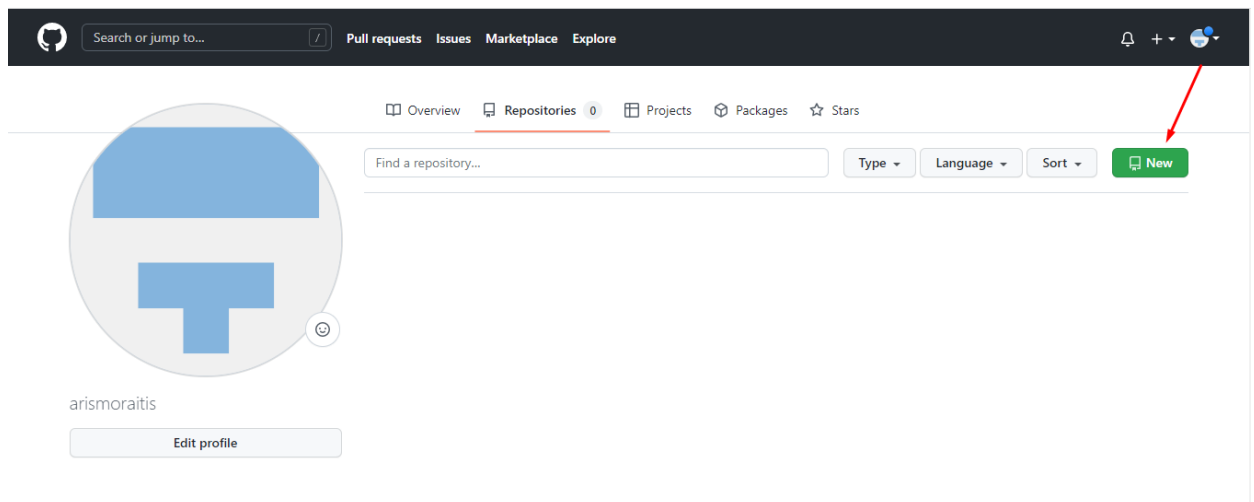 Search or jump to... / Pull requests Issues Marketplace Explore
Overview Repositories 0 Projects Packages Stars
Find a repository... Type Language Sort New
arismoraitis
Edit profile